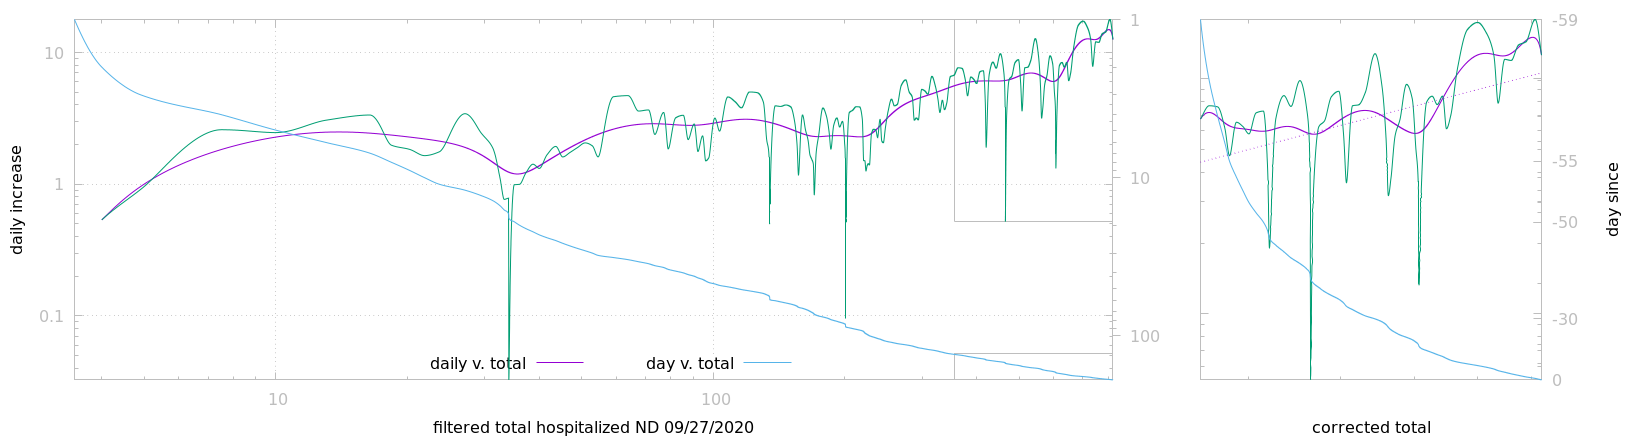 10
1
0.1
daily increase
daily v. total
day v. total
10
100
filtered total hospitalized ND 09/27/2020
1
10
100
-59
-55
-50
-30
0
day since
corrected total